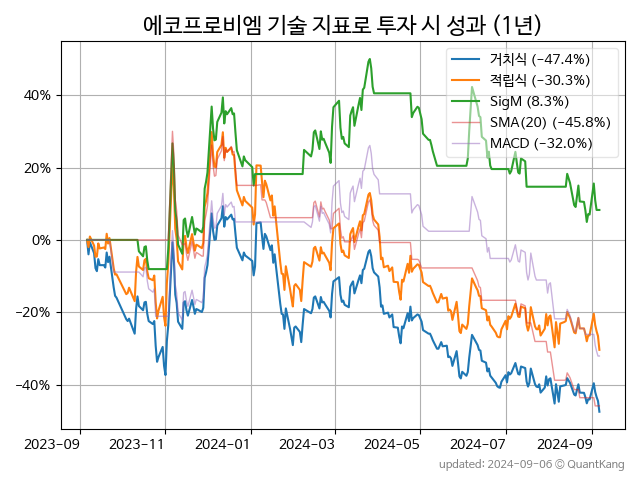 에코프로비엠 기술 지표로 투자 시 성과 (1년)
거치식 (−47.4%)
적립식 (−30.3%)
SigM (8.3%)
SMA(20) (−45.8%)
MACD (−32.0%)
40%
20%
0%
−20%
−40%
2023-09 2023-11 2024-01 2024-03 2024-05 2024-07 2024-09
updated: 2024-09-06 © QuantKang